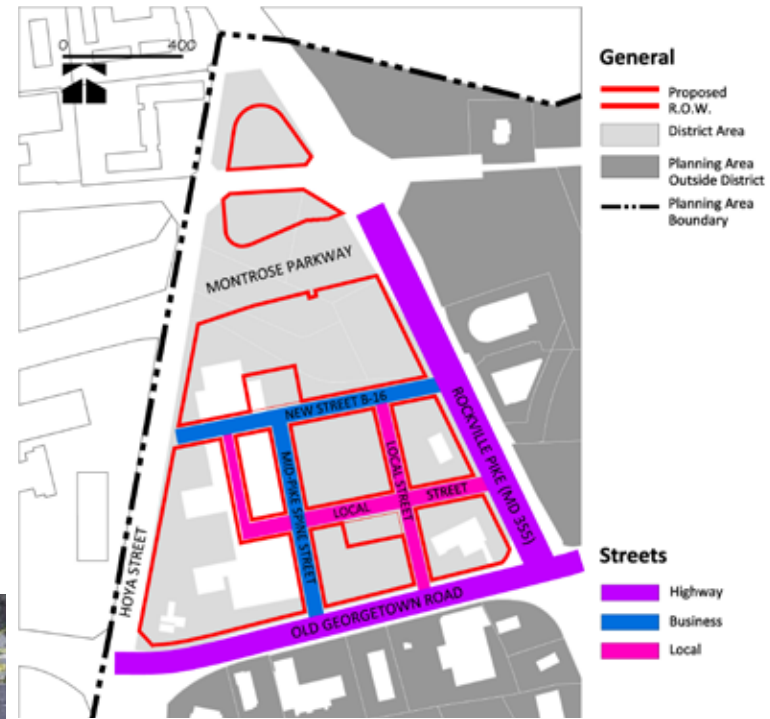 0 400
MONTROSE PARKWAY
NEW STREET B-16
MID-PIKE SPINE STREET
LOCAL STREET
LOCAL STREET
ROCKVILLE PIKE (MD 355)
HOYA STREET
OLD GEORGETOWN ROAD
General
Proposed
R.O.W.
District Area
Planning Area
Outside District
Planning Area
Boundary
Streets
Highway
Business
Local